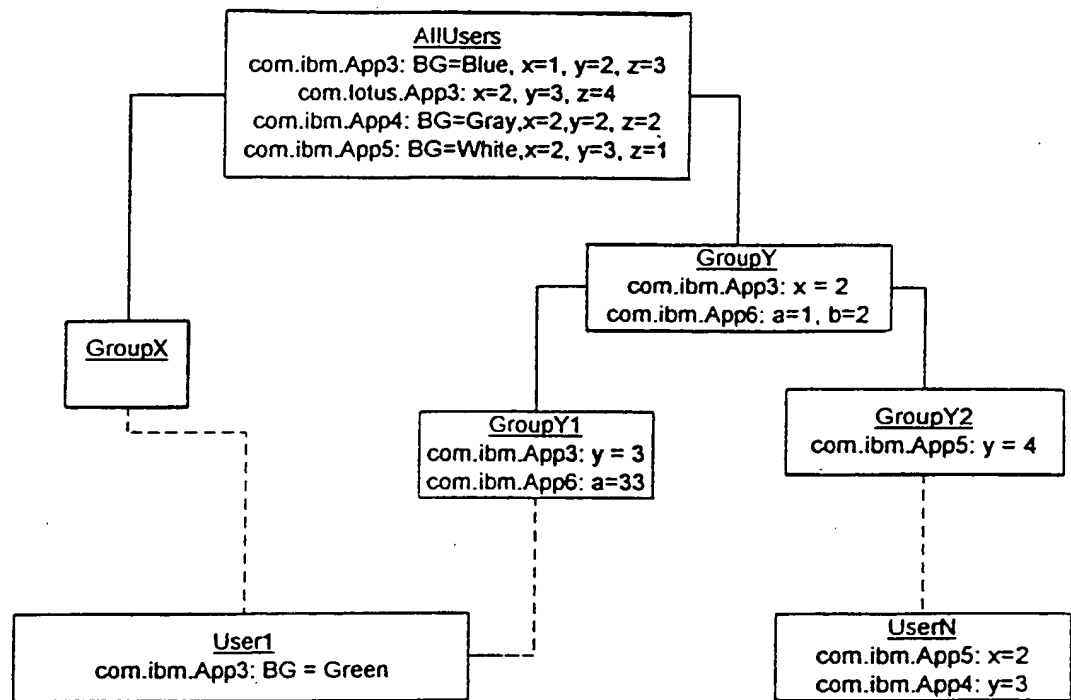 AllUsers
com.ibm.App3: BG=Blue, x=1, y=2, z=3
com.lotus.App3: x=2, y=3, z=4
com.ibm.App4: BG=Gray,x=2,y=2, z=2
com.ibm.App5: BG=White,x=2, y=3, z=1
GroupY
com.ibm.App3: x = 2
com.ibm.App6: a=1, b=2
GroupX
GroupY1
com.ibm.App3: y = 3
com.ibm.App6: a=33
GroupY2
com.ibm.App5: y = 4
User1
com.ibm.App3: BG = Green
UserN
com.ibm.App5: x=2
com.ibm.App4: y=3